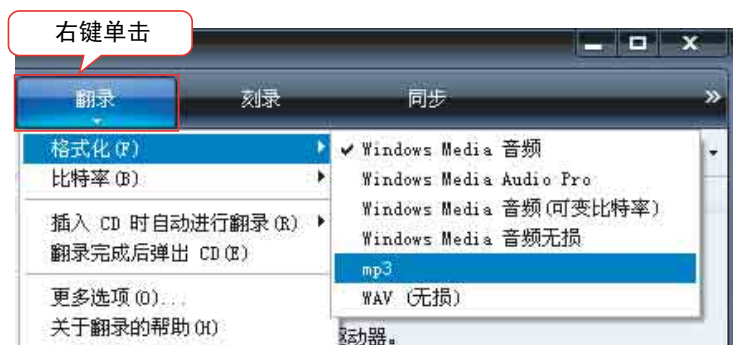 右键单击
翻录
刻录
同步
»
格式化(F)
比特率(B)
插入 CD 时自动进行翻录(R)
翻录完成后弹出 CD(E)
更多选项(O)...
关于翻录的帮助(H)
✓ Windows Media 音频
Windows Media Audio Pro
Windows Media 音频(可变比特率)
Windows Media 音频无损
mp3
WAV (无损)
驱动器。